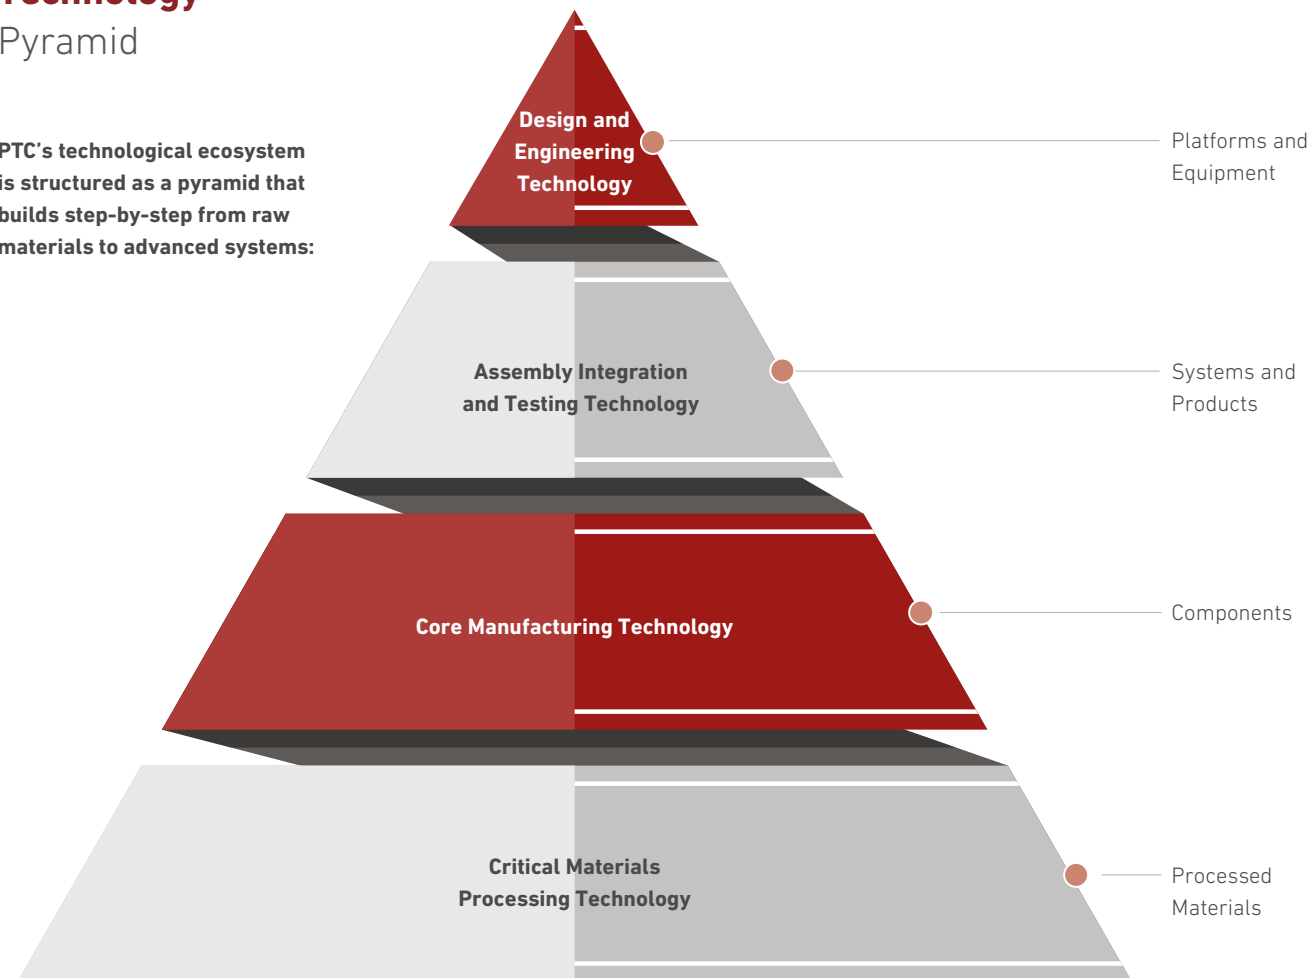 Technology
Pyramid
PTC's technological ecosystem
is structured as a pyramid that
builds step-by-step from raw
materials to advanced systems:
Design and
Engineering
Technology
Platforms and
Equipment
Assembly Integration
and Testing Technology
Systems and
Products
Core Manufacturing Technology
Components
Critical Materials
Processing Technology
Processed
Materials